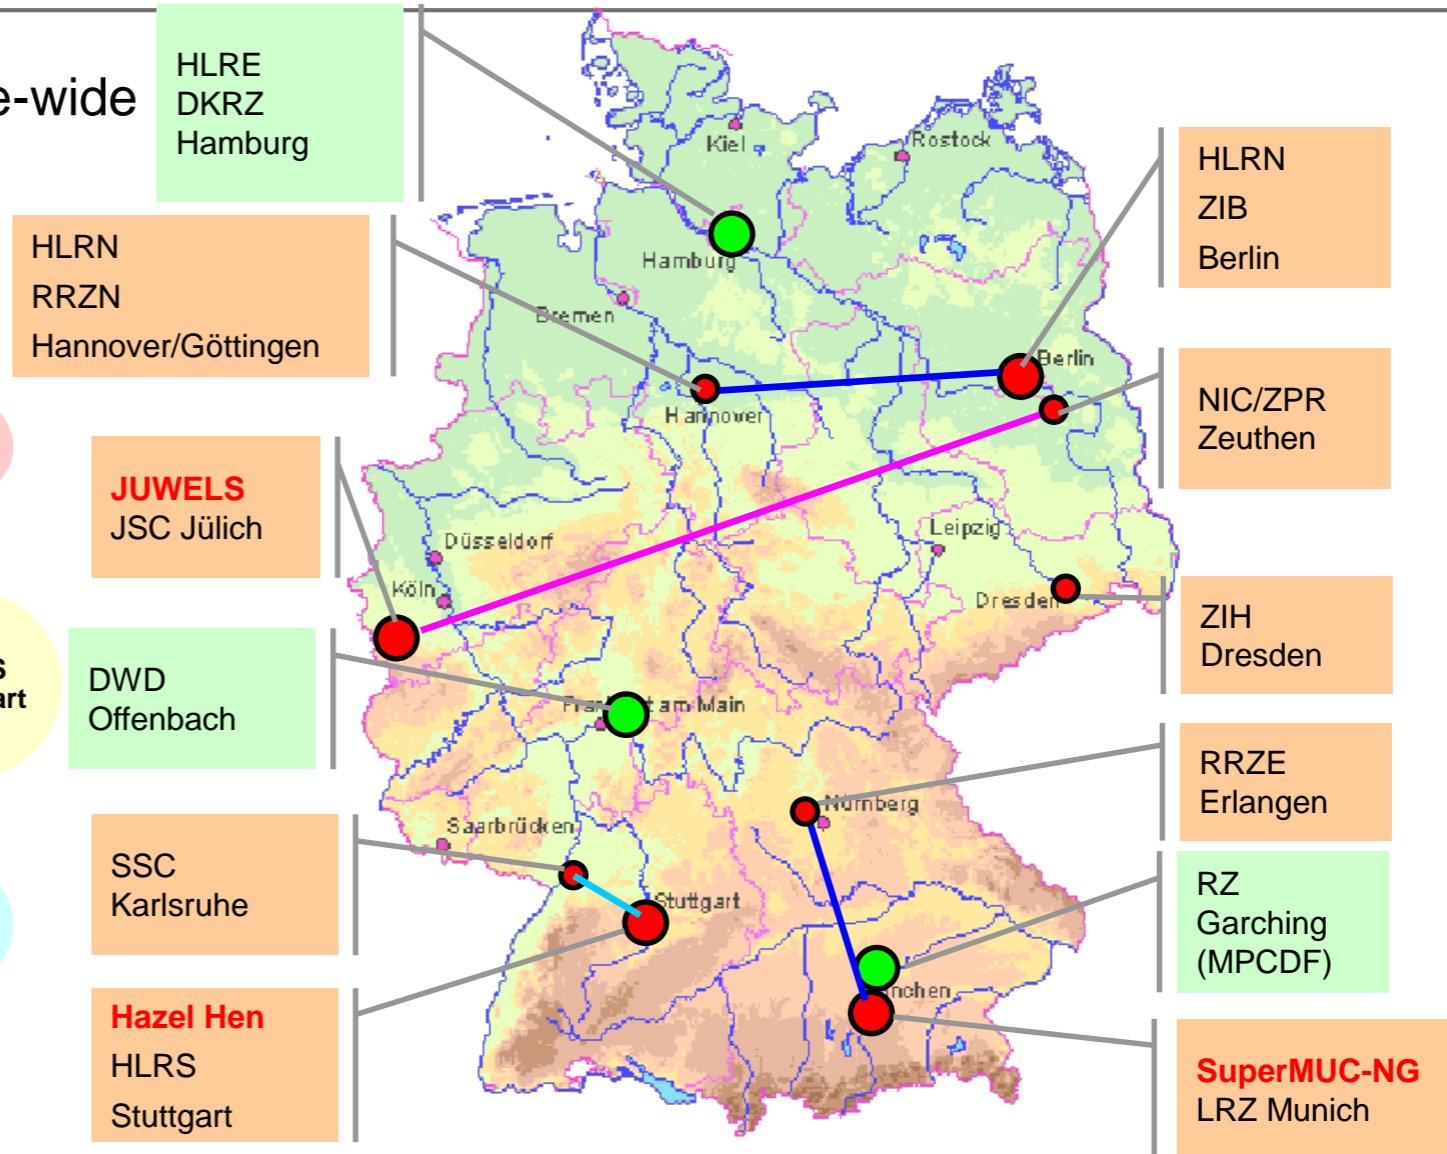 e-wide
HLRE
DKRZ
Hamburg
HLRN
RRZN
Hannover/Göttingen
JUWELS
JSC Jülich
S
art
DWD
Offenbach
SSC
Karlsruhe
Hazel Hen
HLRS
Stuttgart
Kiel
Rostock
Hamburg
Bremen
Berlin
Hannover
Düsseldorf
Leipzig
Köln
Dresden
am Main
Nürnberg
Saarbrücken
Stuttgart
nchen
HLRN
ZIB
Berlin
NIC/ZPR
Zeuthen
ZIH
Dresden
RRZE
Erlangen
RZ
Garching
(MPCDF)
SuperMUC-NG
LRZ Munich